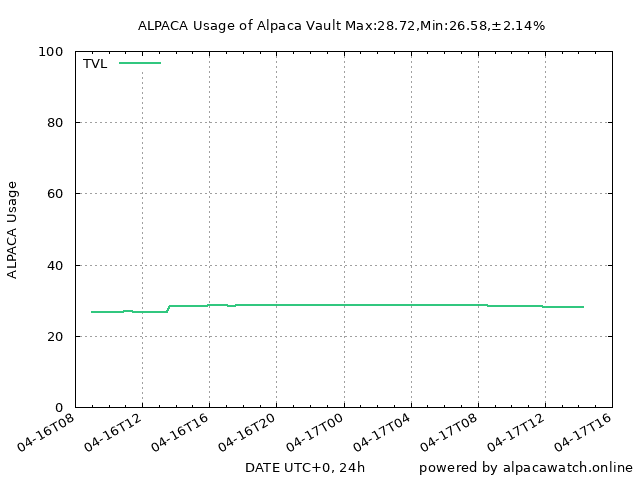 ALPACA Usage of Alpaca Vault Max:28.72,Min:26.58,±2.14%
100
TVL
80
60
ALPACA Usage
40
20
0
04-16T08
04-16T12
04-16T16
04-16T20
04-17T00
04-17T04
04-17T08
04-17T12
04-17T16
DATE UTC+0, 24h
powered by alpacawatch.online